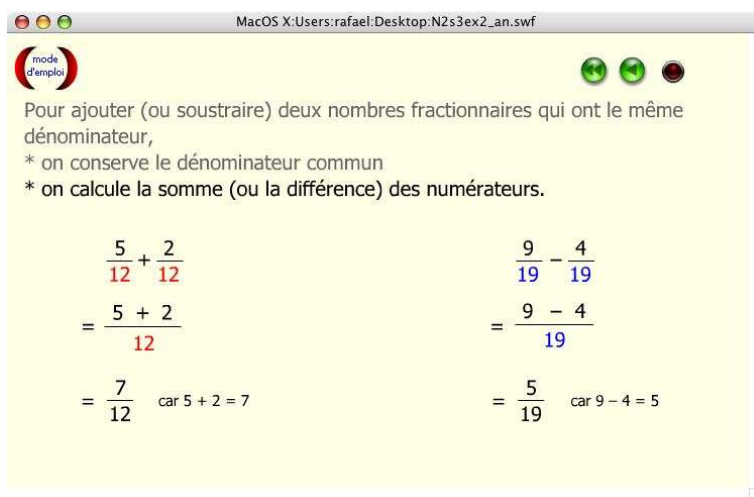 MacOS X:Users:rafael:Desktop:N2s3ex2_an.swf
mode
d'emploi
Pour ajouter (ou soustraire) deux nombres fractionnaires qui ont le même
dénominateur,
* on conserve le dénominateur commun
* on calcule la somme (ou la différence) des numérateurs.
5/12 + 2/12
= 5 + 2/12
= 7/12 car 5 + 2 = 7
9/19 − 4/19
= 9 − 4/19
= 5/19 car 9 − 4 = 5